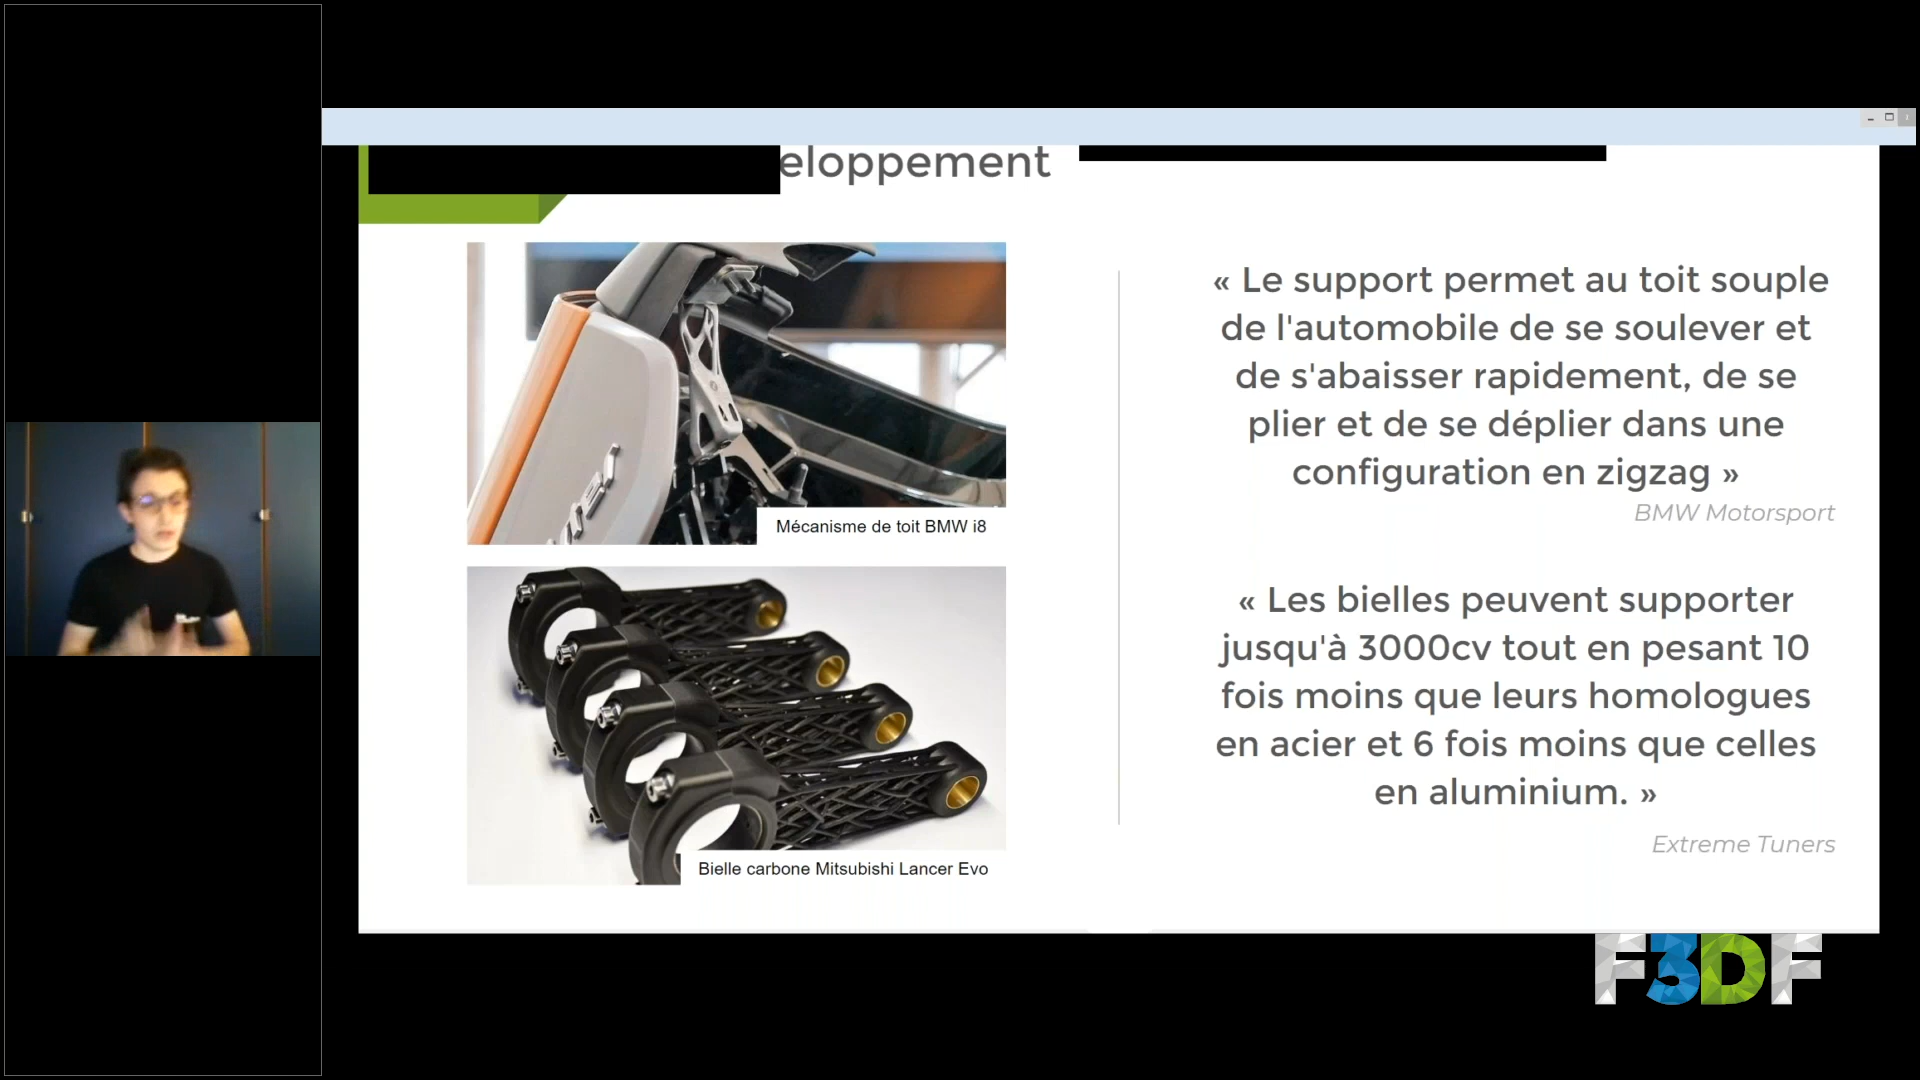 eloppement
« Le support permet au toit souple
de l'automobile de se soulever et
de s'abaisser rapidement, de se
plier et de se déplier dans une
configuration en zigzag »
BMW Motorsport
Mécanisme de toit BMW i8
« Les bielles peuvent supporter
jusqu'à 3000cv tout en pesant 10
fois moins que leurs homologues
en acier et 6 fois moins que celles
en aluminium. »
Extreme Tuners
Bielle carbone Mitsubishi Lancer Evo
F3DF